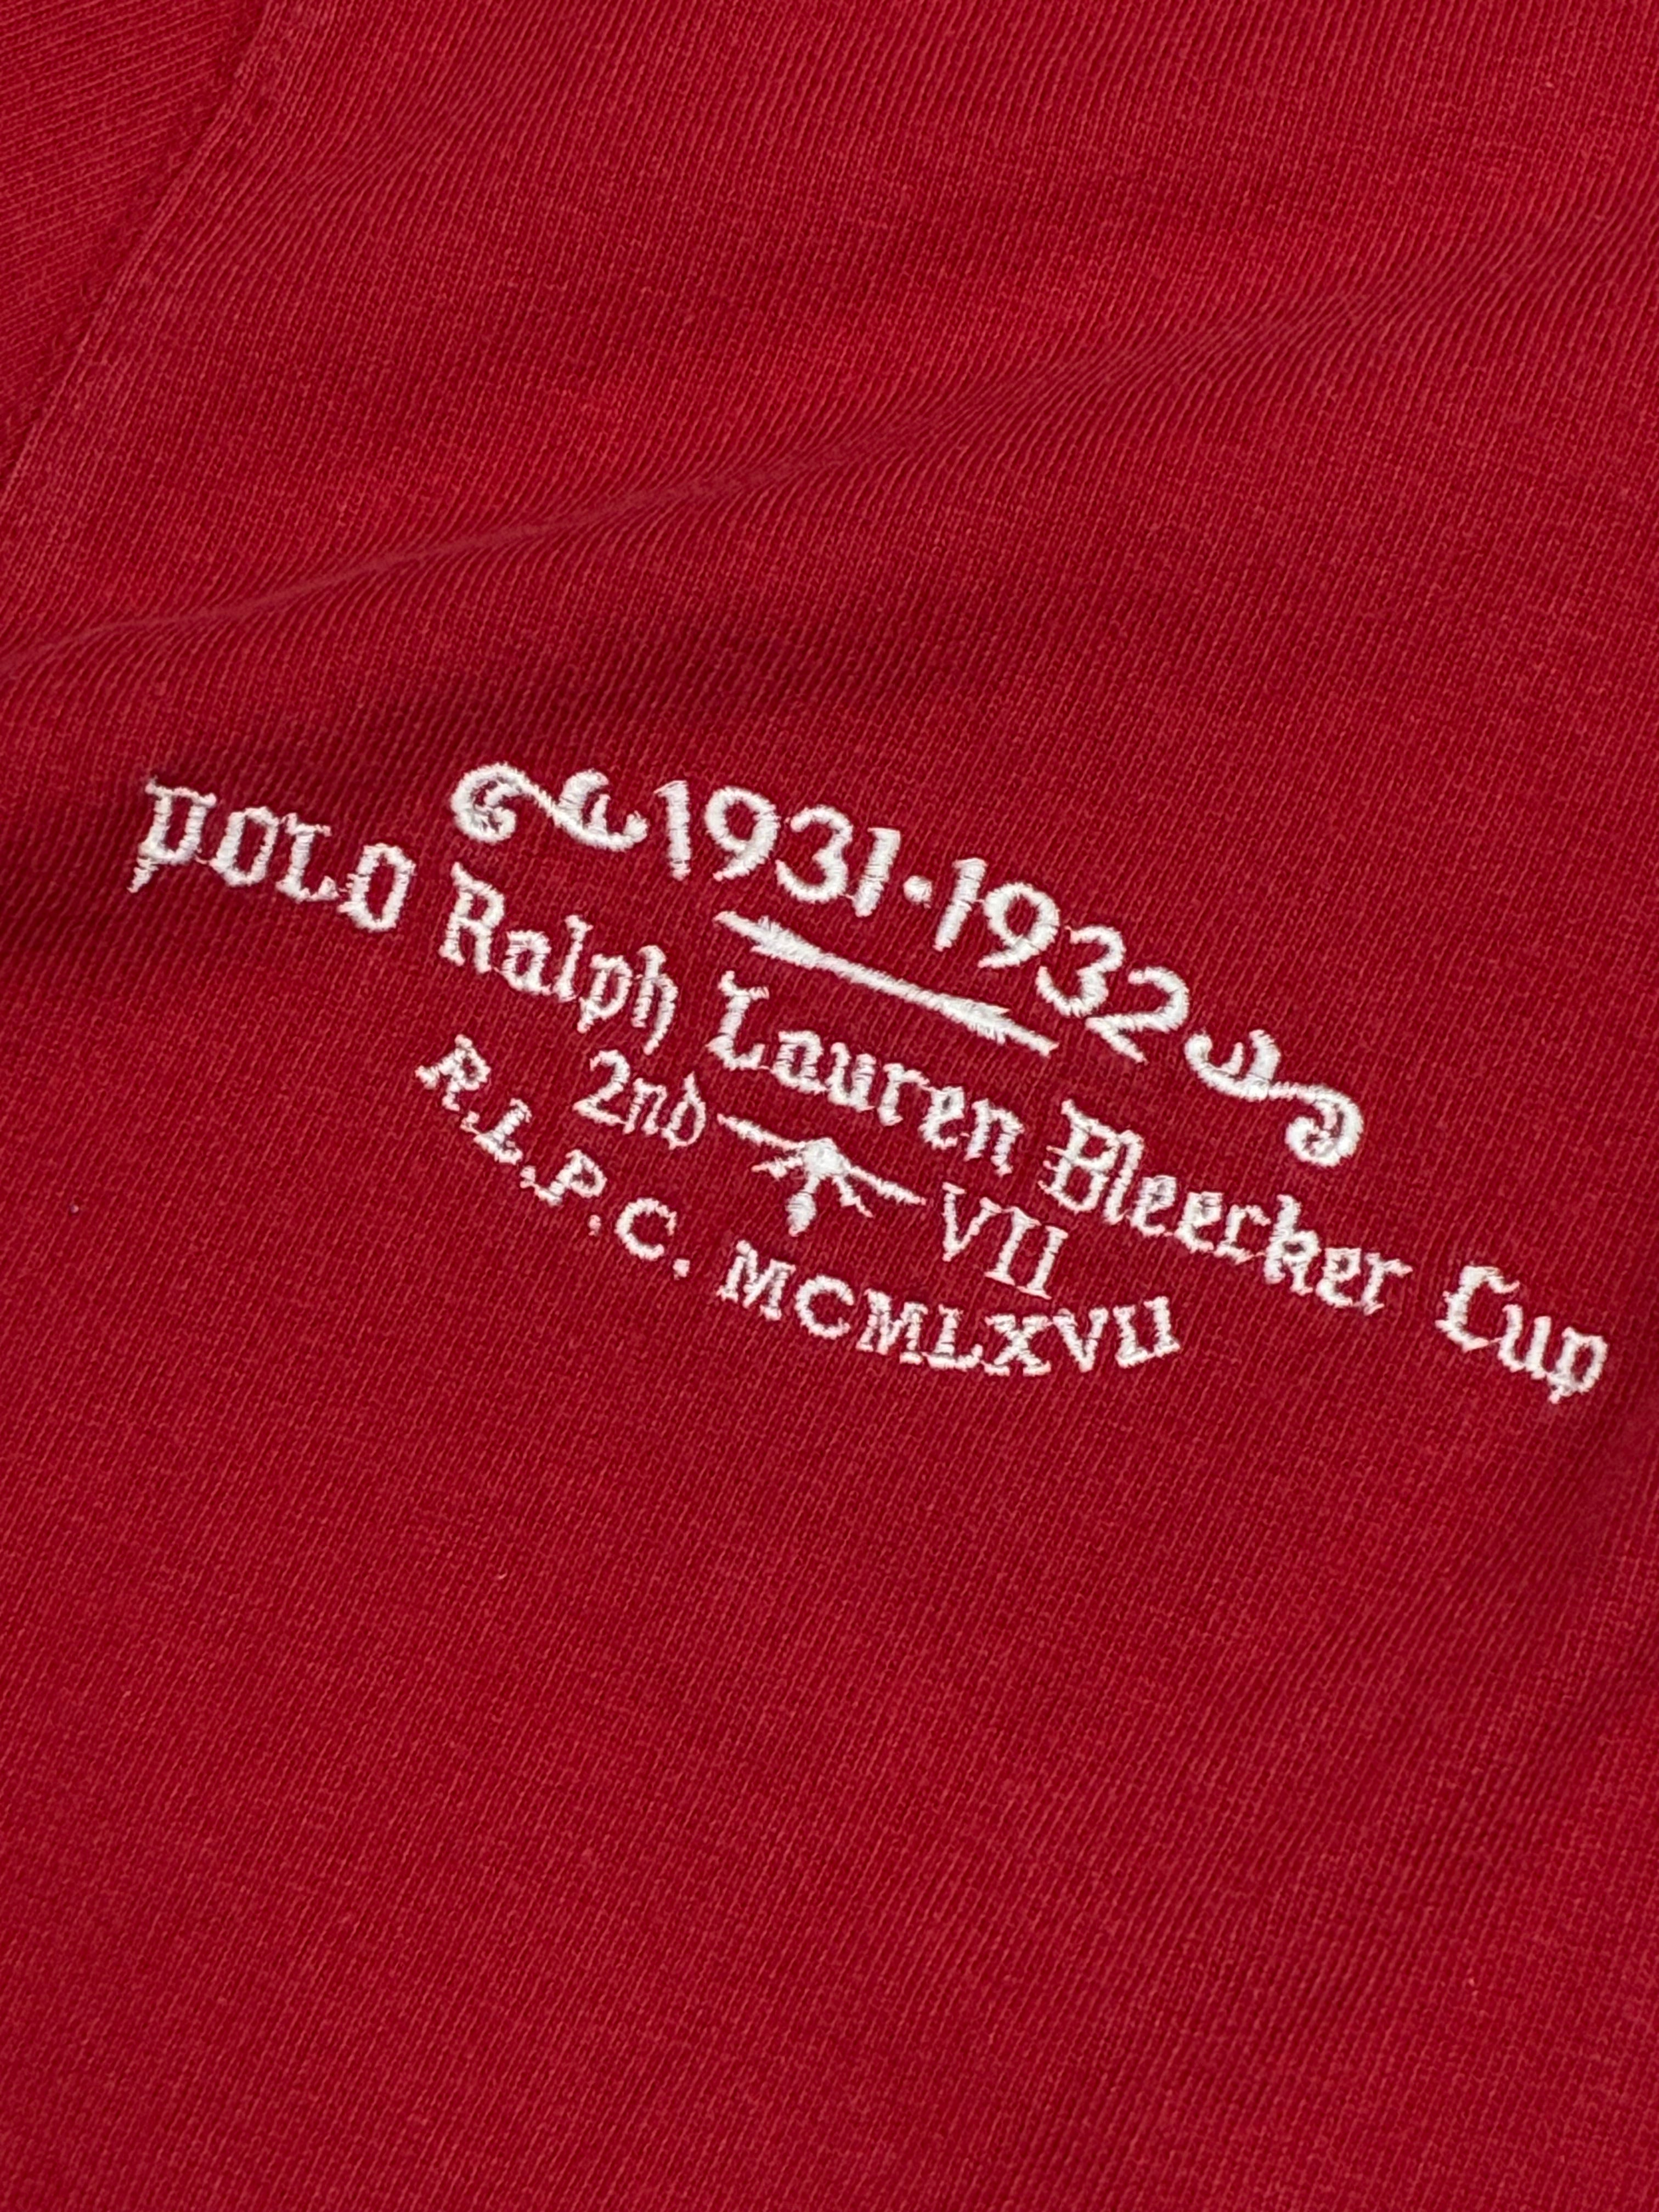 1931·1932
POLO Ralph Lauren Bleecker Cup
2nd VII
R.L.P.C. MCMLXVII